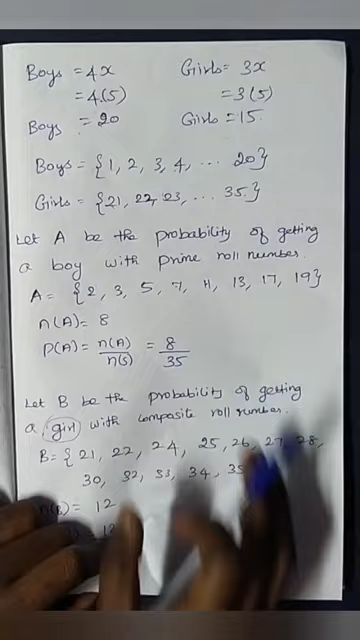 Boys = 4x Girls = 3x
= 4(5) = 3(5)
Boys = 20 Girls = 15
Boys = {1, 2, 3, 4, ... 20}
Girls = {21, 22, 23, ... 35}
Let A be the probability of getting
a boy with prime roll number.
A = {2, 3, 5, 7, 11, 13, 17, 19}
n(A) = 8
P(A) = n(A)/n(S) = 8/35
Let B be the probability of getting
a girl with composite roll number.
B = {21, 22, 24, 25, 26, 27, 28,
30, 32, 33, 34, 35
n(B) = 12